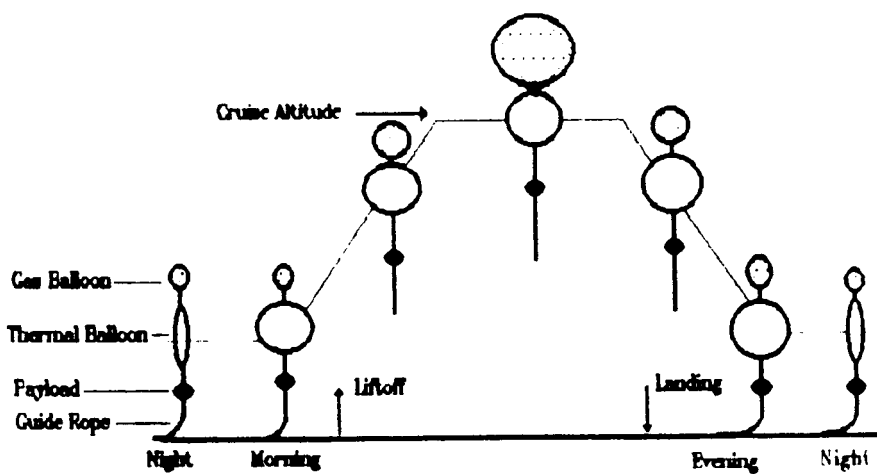 Cruise Altitude
Gas Balloon
Thermal Balloon
Payload
Guide Rope
Liftoff
Landing
Night
Morning
Evening
Night